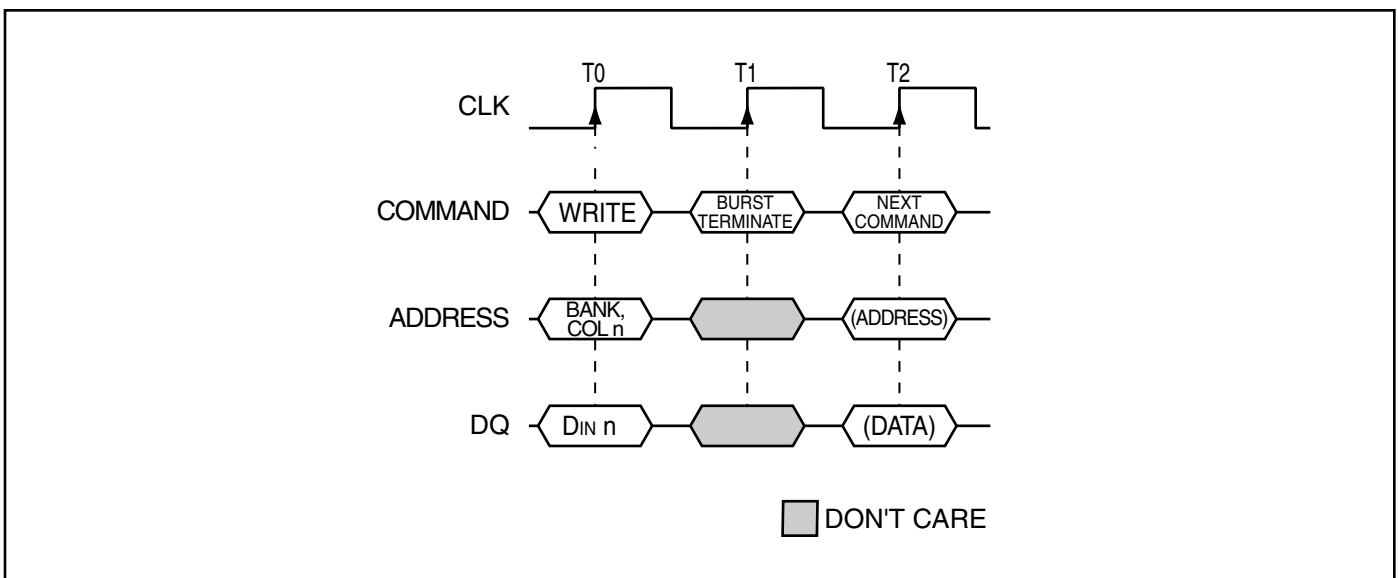 T0 T1 T2
CLK
COMMAND WRITE BURST TERMINATE NEXT COMMAND
ADDRESS BANK, COL n (ADDRESS)
DQ DIN n (DATA)
DON'T CARE